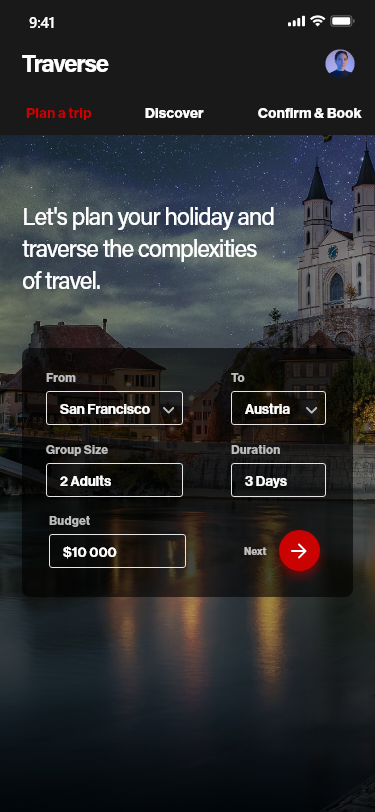 9:41
Traverse
Plan a trip Discover Confirm & Book
Let's plan your holiday and
traverse the complexities
of travel.
From To
San Francisco Austria
Group Size Duration
2 Adults 3 Days
Budget
$10 000 Next